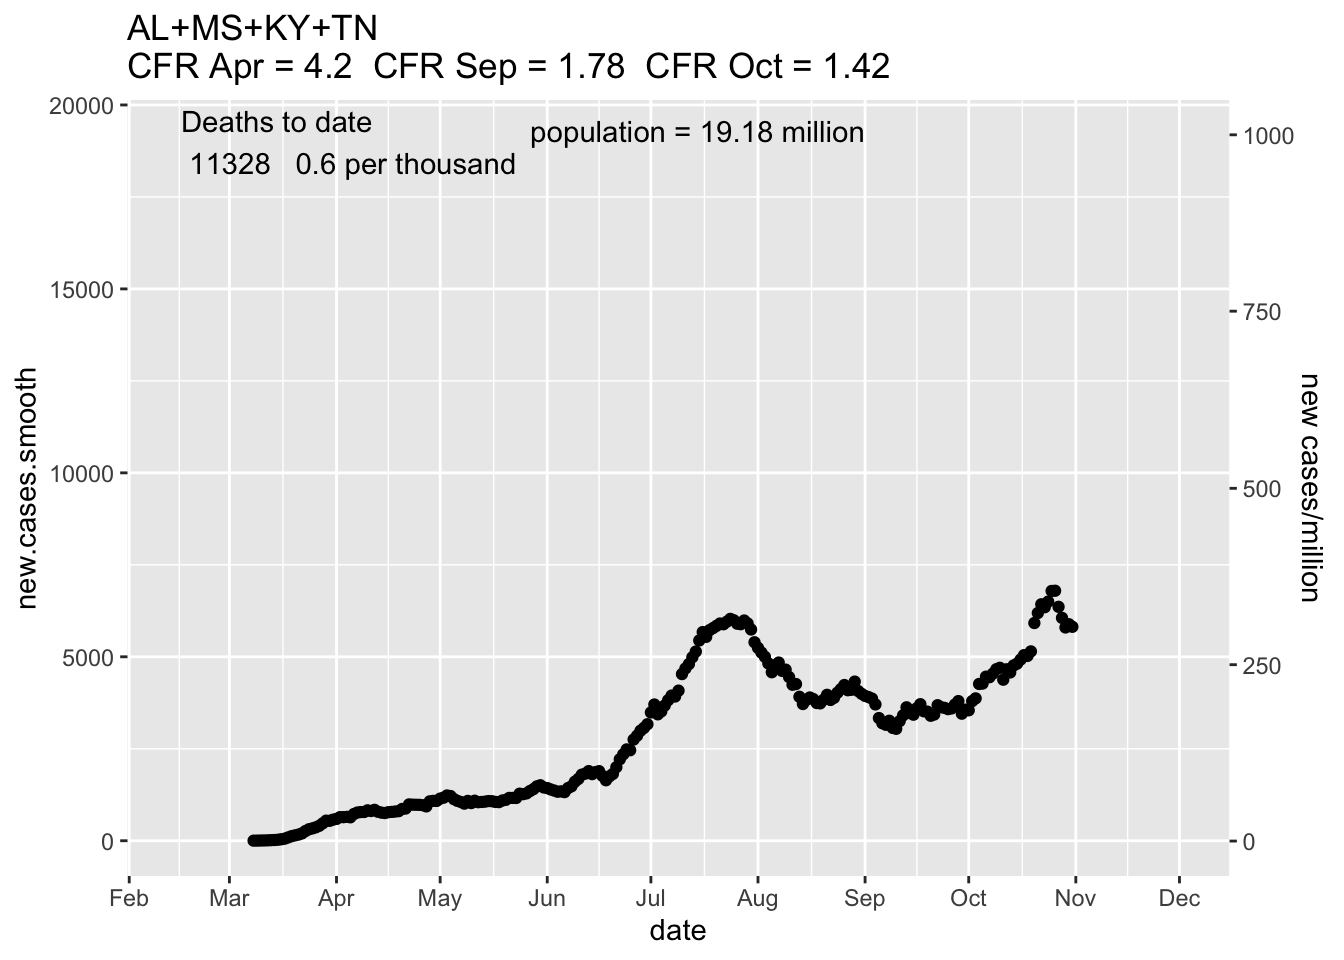 AL+MS+KY+TN
CFR Apr = 4.2  CFR Sep = 1.78  CFR Oct = 1.42
Deaths to date
11328   0.6 per thousand
population = 19.18 million
new.cases.smooth
20000
15000
10000
5000
0
1000
750
500
250
0
new cases/million
Feb Mar Apr May Jun Jul Aug Sep Oct Nov Dec
date